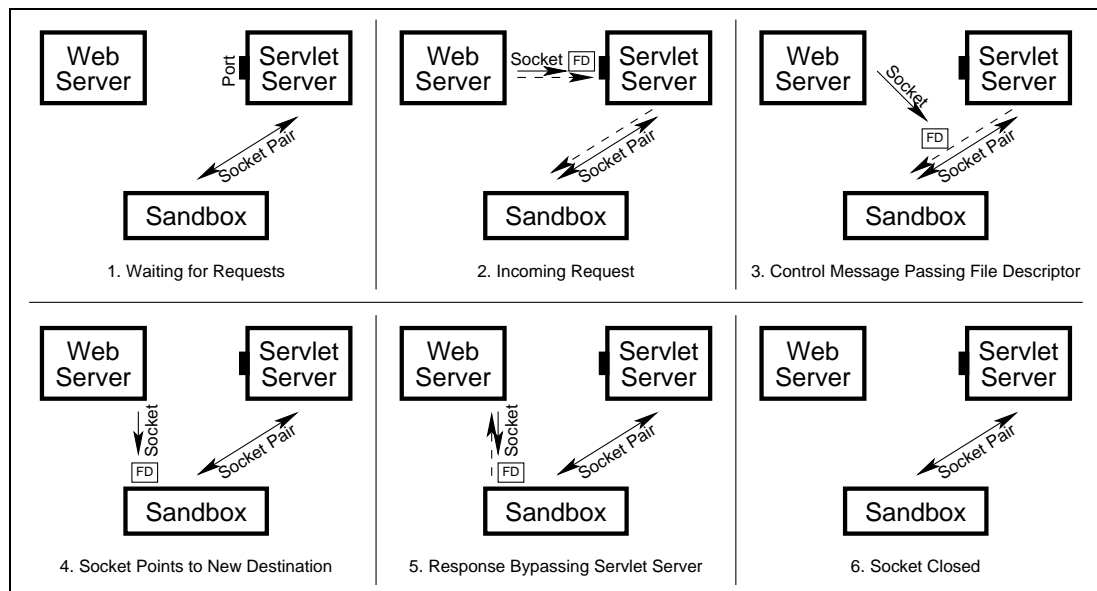 Web
Server
Port
Servlet
Server
Socket Pair
Sandbox
1. Waiting for Requests
Web
Server
Socket
FD
Servlet
Server
Socket Pair
Sandbox
2. Incoming Request
Web
Server
Socket
FD
Servlet
Server
Socket Pair
Sandbox
3. Control Message Passing File Descriptor
Web
Server
Servlet
Server
Socket
FD
Socket Pair
Sandbox
4. Socket Points to New Destination
Web
Server
Servlet
Server
Socket
FD
Socket Pair
Sandbox
5. Response Bypassing Servlet Server
Web
Server
Servlet
Server
Socket Pair
Sandbox
6. Socket Closed